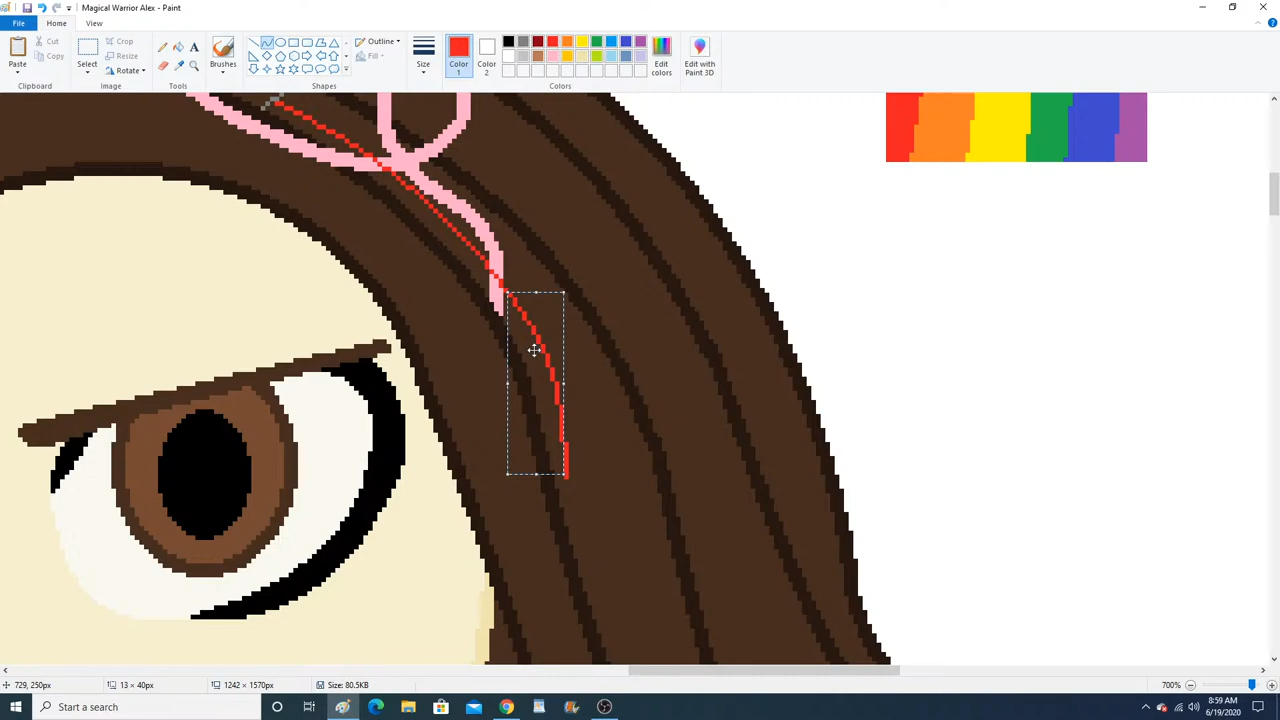 Magical Warrior Alex - Paint
File
Home
View
Paste
Cut
Copy
Clipboard
Select
Crop
Resize
Rotate
Image
A
Tools
Brushes
Outline
Fill
Shapes
Size
Color
1
Color
2
Colors
Edit
colors
Edit with
Paint 3D
729, 250px
13 × 40px
1242 × 1570px
Size: 80.5KB
700%
Start a search
8:59 AM
6/19/2020